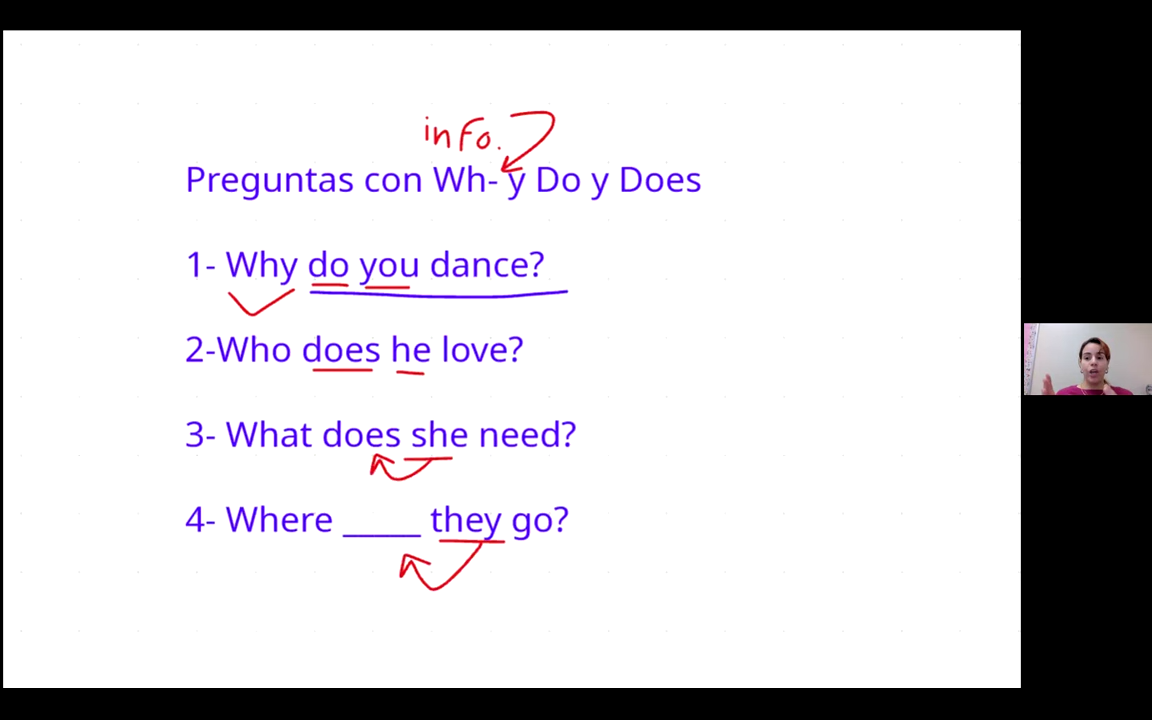 info.
Preguntas con Wh- y Do y Does
1- Why do you dance?
2-Who does he love?
3- What does she need?
4- Where _____ they go?